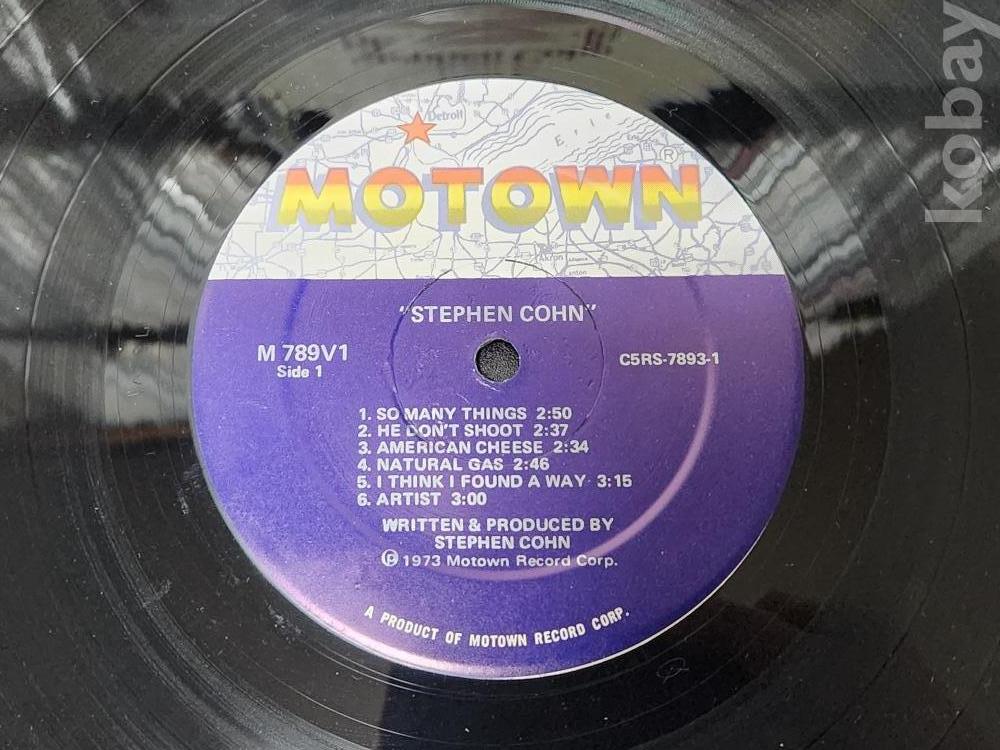 kobay
Detroit
Erie
MOTOWN®
Akron
"STEPHEN COHN"
M 789V1
Side 1
C5RS-7893-1
1. SO MANY THINGS 2:50
2. HE DON'T SHOOT 2:37
3. AMERICAN CHEESE 2:34
4. NATURAL GAS 2:46
5. I THINK I FOUND A WAY 3:15
6. ARTIST 3:00
WRITTEN & PRODUCED BY
STEPHEN COHN
℗ 1973 Motown Record Corp.
A PRODUCT OF MOTOWN RECORD CORP.